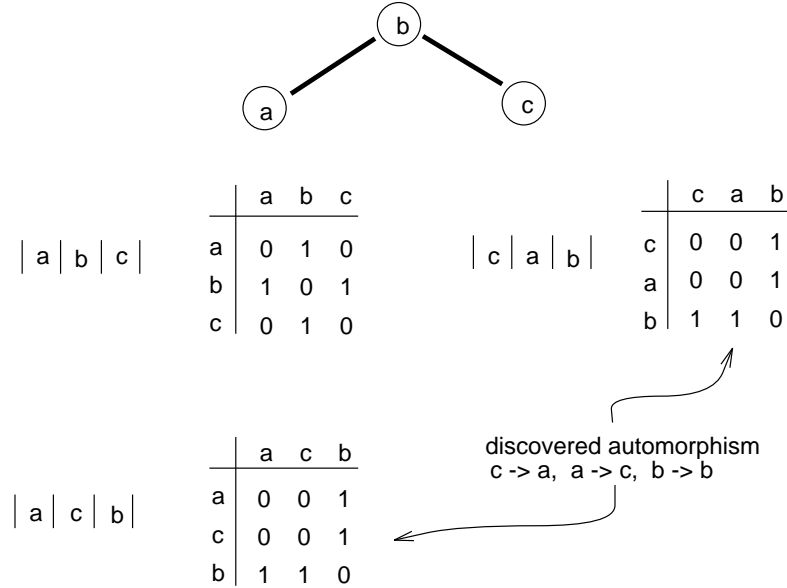 b
a
c
a b c
a 0 1 0
b 1 0 1
c 0 1 0
| a | b | c |
c a b
c 0 0 1
a 0 0 1
b 1 1 0
| c | a | b |
a c b
a 0 0 1
c 0 0 1
b 1 1 0
| a | c | b |
discovered automorphism
c -> a, a -> c, b -> b